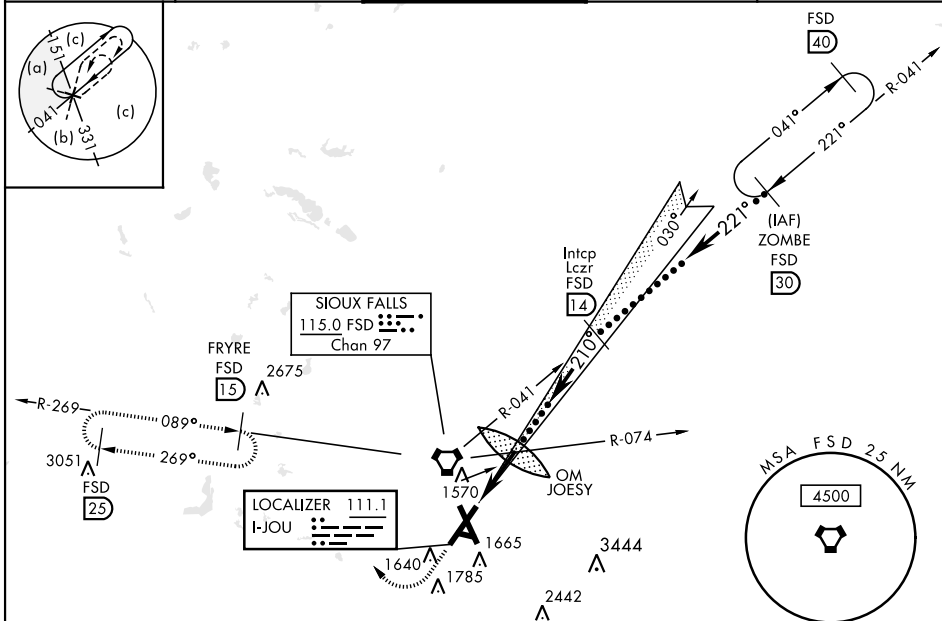 (a)
151
(c)
041
(b)
331
(c)
FSD
40
R-041
041°
221°
(IAF)
ZOMBE
FSD
30
221°
030°
Intcp
Lczr
FSD
14
210°
SIOUX FALLS
115.0 FSD
Chan 97
FRYRE
FSD
15
2675
R-269
089°
269°
3051
FSD
25
R-041
R-074
1570
OM
JOESY
LOCALIZER 111.1
I-JOU
1640
1665
1785
3444
2442
MSA FSD 25 NM
4500